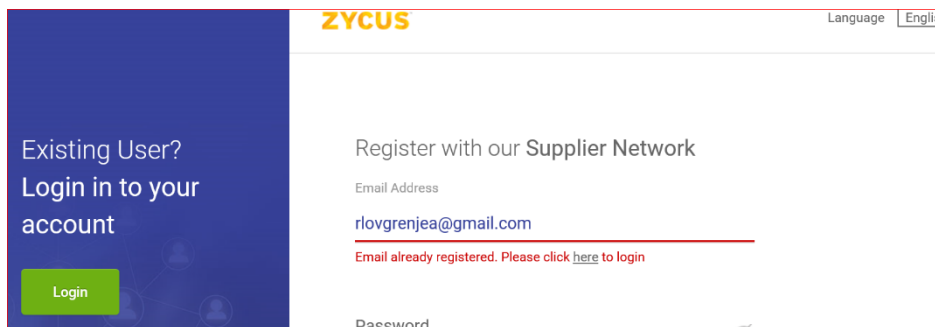 ZYCUS
Language Engli
Existing User?
Login in to your
account
Login
Register with our Supplier Network
Email Address
rlovgrenjea@gmail.com
Email already registered. Please click here to login
Password